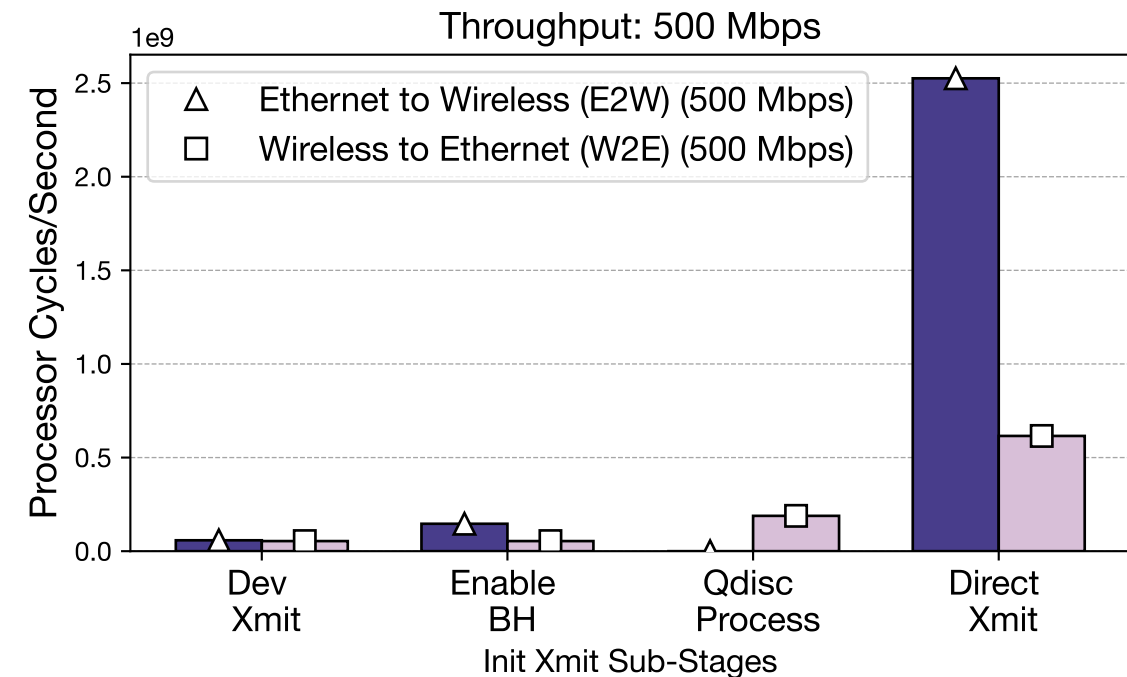 Throughput: 500 Mbps
1e9
Ethernet to Wireless (E2W) (500 Mbps)
Wireless to Ethernet (W2E) (500 Mbps)
Processor Cycles/Second
2.5
2.0
1.5
1.0
0.5
0.0
Dev
Xmit
Enable
BH
Qdisc
Process
Direct
Xmit
Init Xmit Sub-Stages